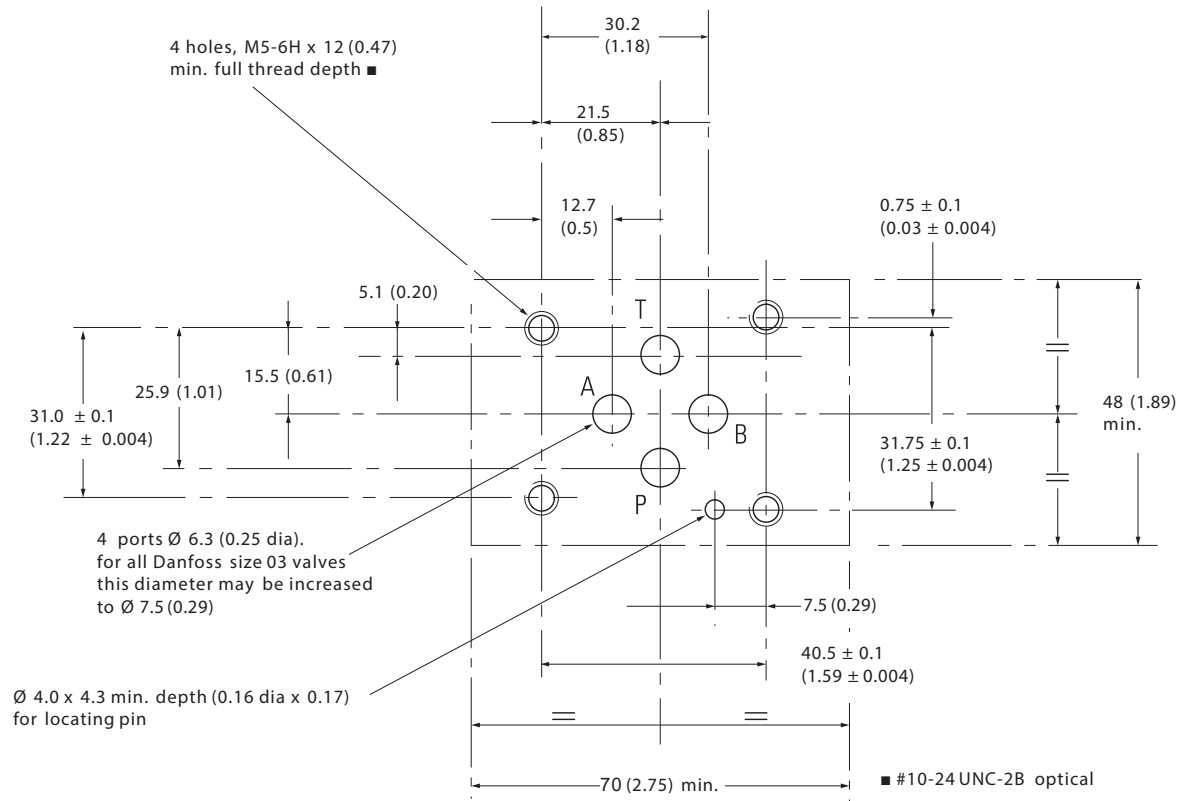 30.2
(1.18)
4 holes, M5-6H x 12 (0.47)
min. full thread depth ■
21.5
(0.85)
12.7
(0.5)
0.75 ± 0.1
(0.03 ± 0.004)
5.1 (0.20)
T
15.5 (0.61)
A
25.9 (1.01)
48 (1.89)
min.
31.0 ± 0.1
(1.22 ± 0.004)
B
31.75 ± 0.1
(1.25 ± 0.004)
P
4 ports Ø 6.3 (0.25 dia).
for all Danfoss size 03 valves
this diameter may be increased
to Ø 7.5 (0.29)
7.5 (0.29)
40.5 ± 0.1
(1.59 ± 0.004)
Ø 4.0 x 4.3 min. depth (0.16 dia x 0.17)
for locating pin
70 (2.75) min.
■ #10-24 UNC-2B optical